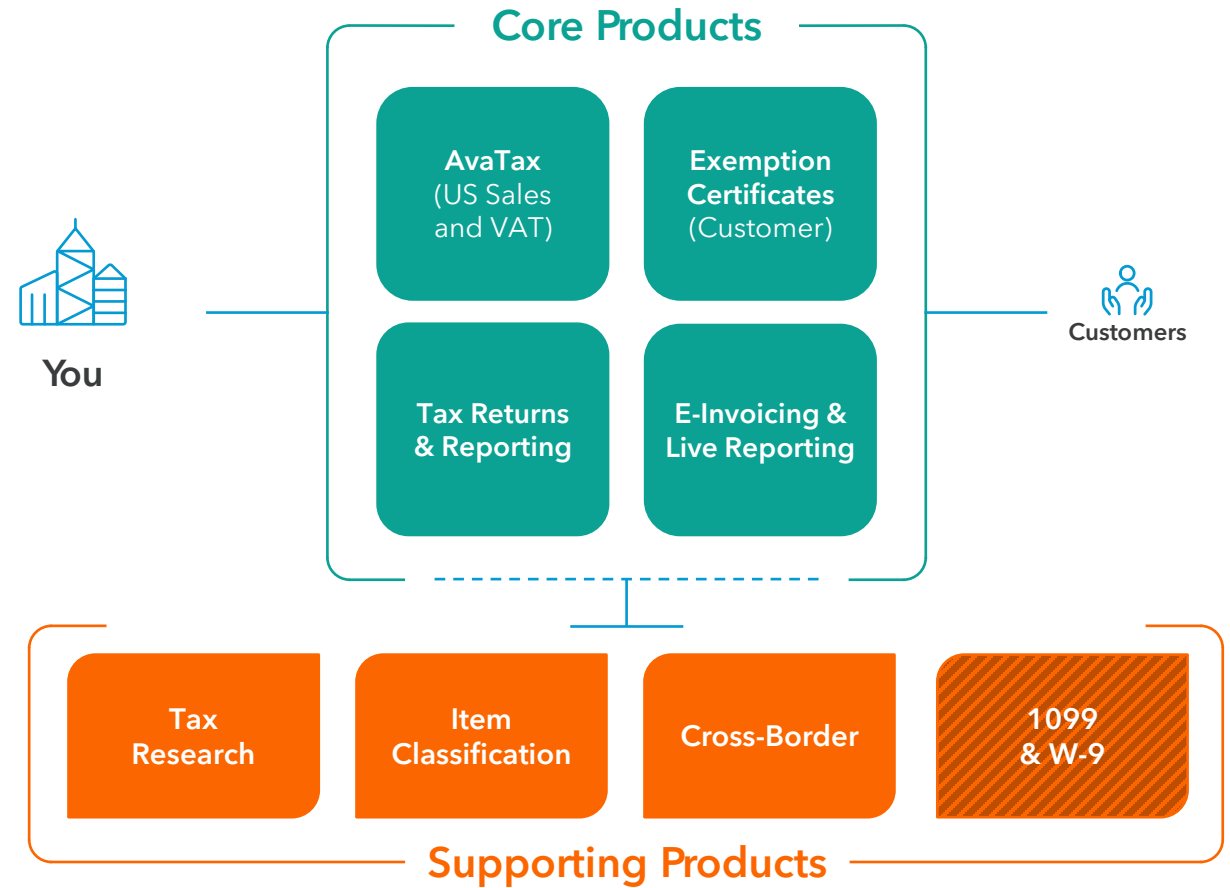 Core Products
AvaTax
(US Sales
and VAT)
Exemption
Certificates
(Customer)
You
Customers
Tax Returns
& Reporting
E-Invoicing &
Live Reporting
Tax
Research
Item
Classification
Cross-Border
1099
& W-9
Supporting Products